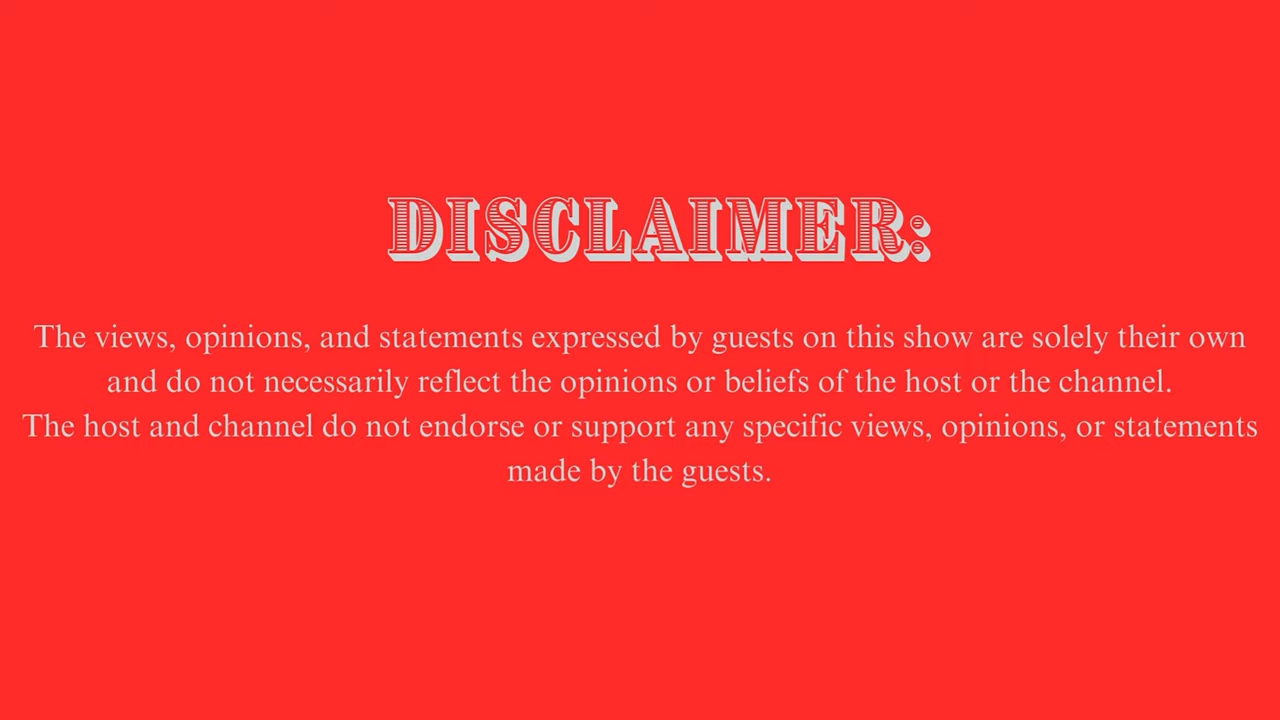 DISCLAIMER:
The views, opinions, and statements expressed by guests on this show are solely their own
and do not necessarily reflect the opinions or beliefs of the host or the channel.
The host and channel do not endorse or support any specific views, opinions, or statements
made by the guests.